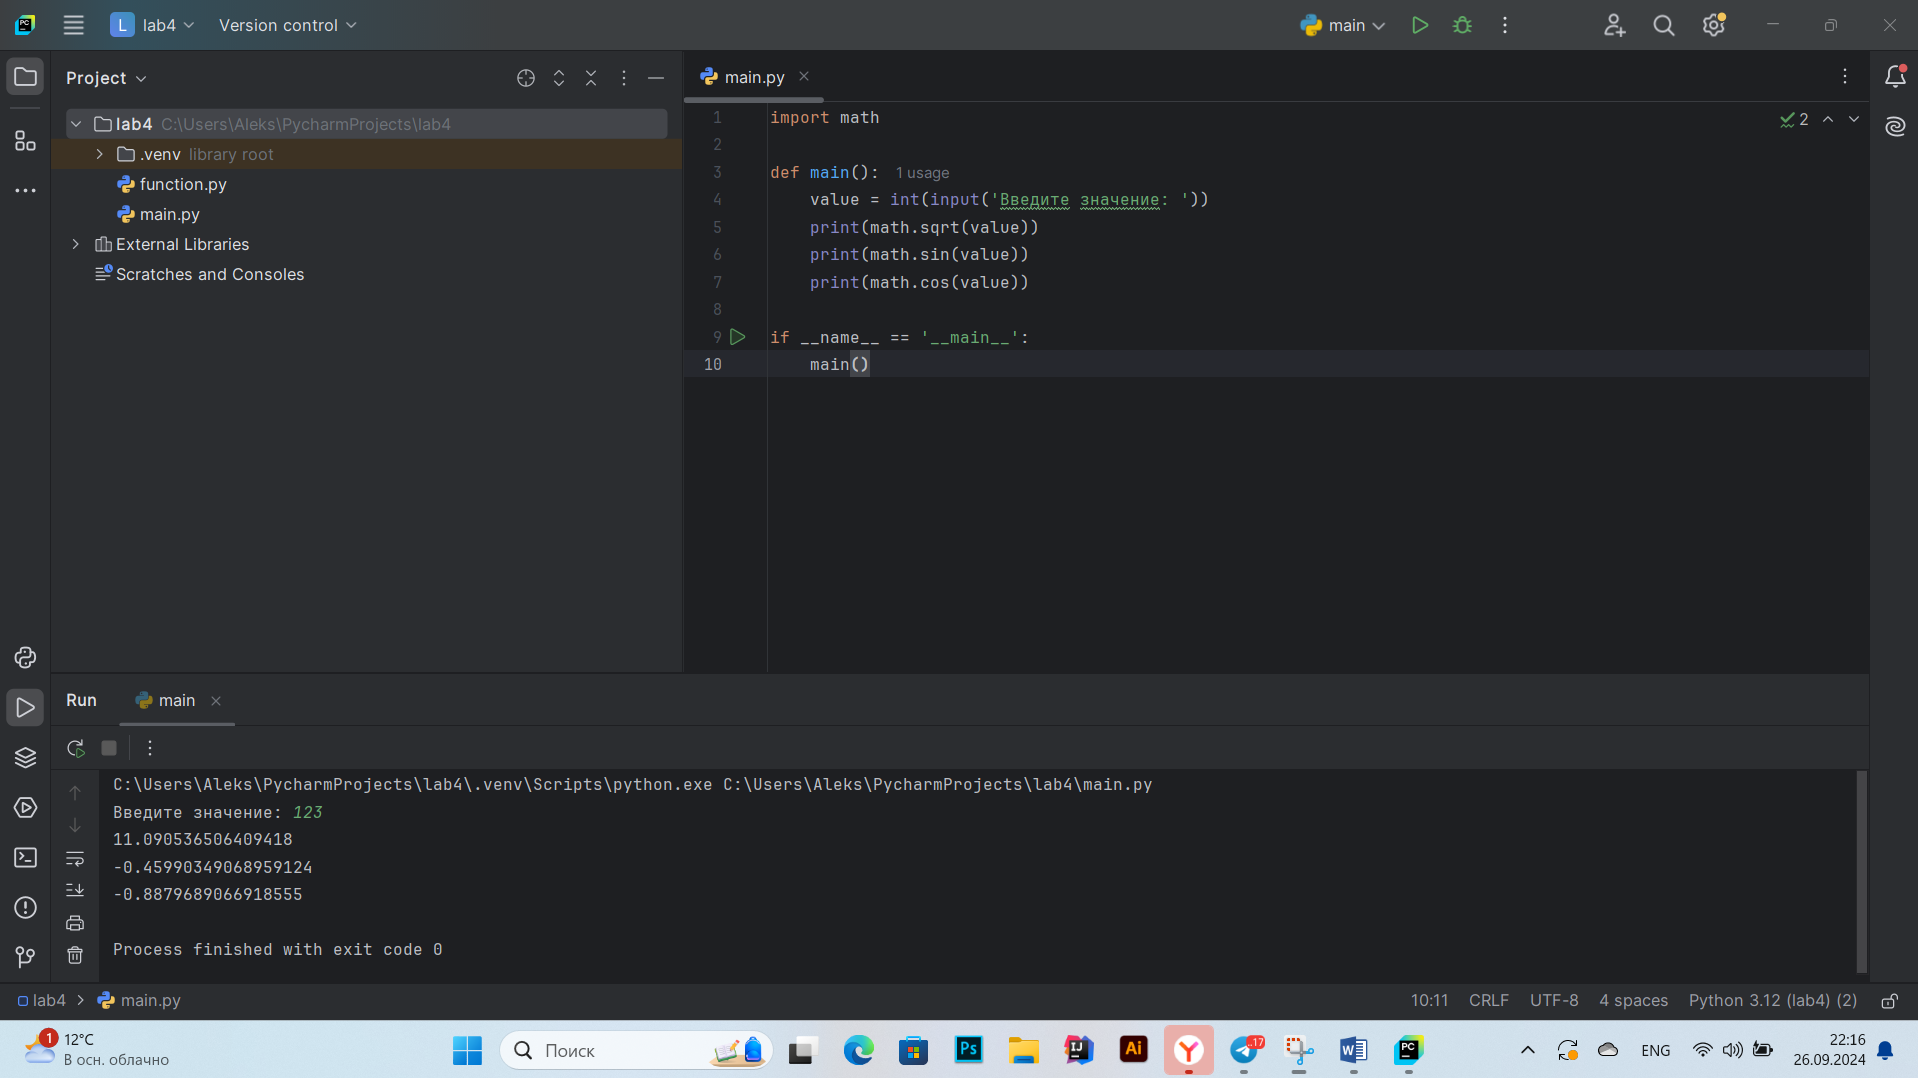 L lab4 Version control main
Project
lab4 C:\Users\Aleks\PycharmProjects\lab4
.venv library root
function.py
main.py
External Libraries
Scratches and Consoles
main.py
1 import math
2
3 def main(): 1 usage
4 value = int(input('Введите значение: '))
5 print(math.sqrt(value))
6 print(math.sin(value))
7 print(math.cos(value))
8
9 if __name__ == '__main__':
10 main()
2
Run main
C:\Users\Aleks\PycharmProjects\lab4\.venv\Scripts\python.exe C:\Users\Aleks\PycharmProjects\lab4\main.py
Введите значение: 123
11.090536506409418
-0.45990349068959124
-0.8879689066918555
Process finished with exit code 0
lab4 main.py
10:11 CRLF UTF-8 4 spaces Python 3.12 (lab4) (2)
1
12°C
В осн. облачно
Поиск
Ps
IJ
Ai
Y
..17
W
PC
ENG
22:16
26.09.2024